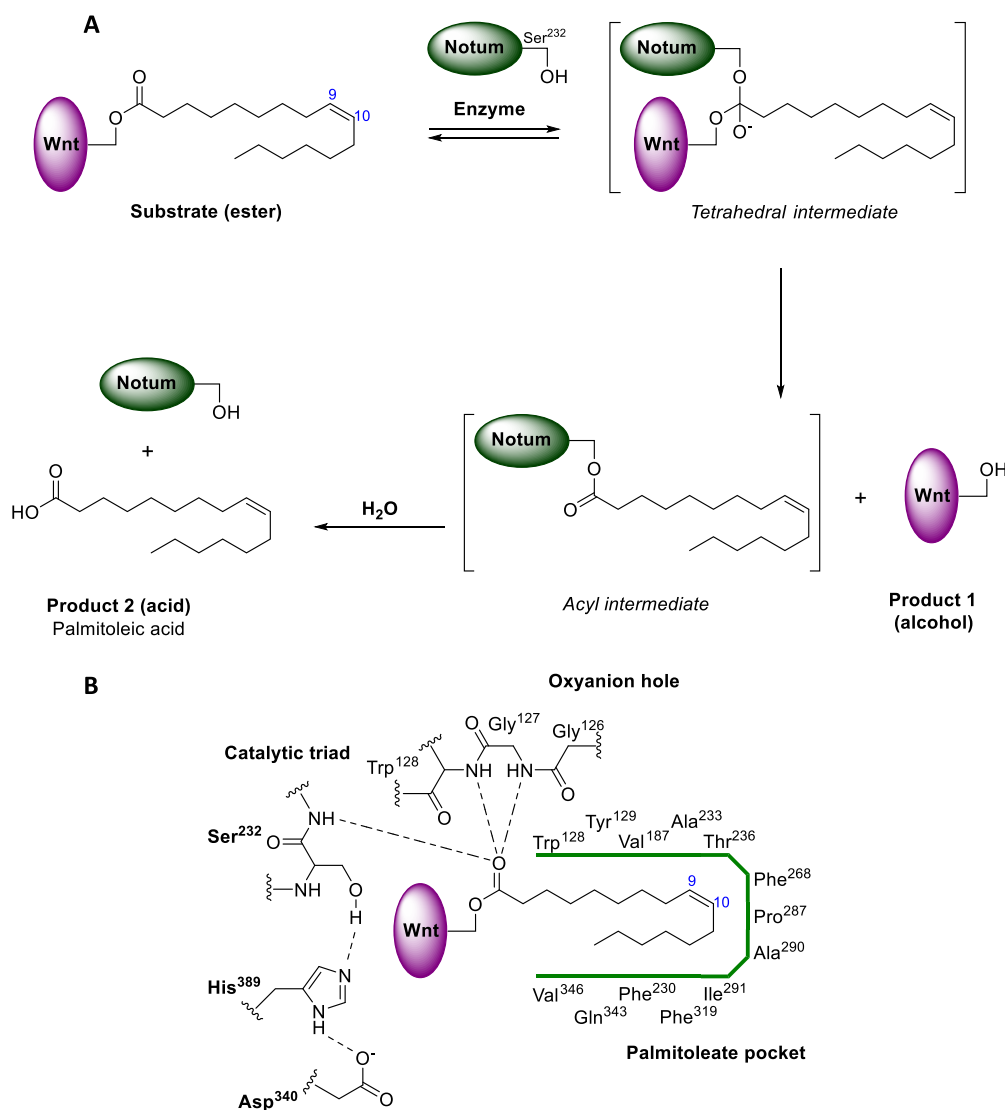 A
Notum
Ser232
OH
Enzyme
O
O
9
10
Wnt
Substrate (ester)
Notum
O
O
O-
Wnt
Tetrahedral intermediate
Notum
OH
+
O
HO
Product 2 (acid)
Palmitoleic acid
H2O
Notum
O
O
Acyl intermediate
+
OH
Wnt
Product 1
(alcohol)
B
Oxyanion hole
Catalytic triad
O
Gly127
Gly126
Trp128
NH
HN
O
O
NH
Ser232
O
NH
O
H
Tyr129
Ala233
Trp128
Val187
Thr236
O
O
9
10
Wnt
Phe268
Pro287
Ala290
His389
N
N
H
Val346
Phe230
Ile291
Gln343
Phe319
Palmitoleate pocket
O-
O
Asp340